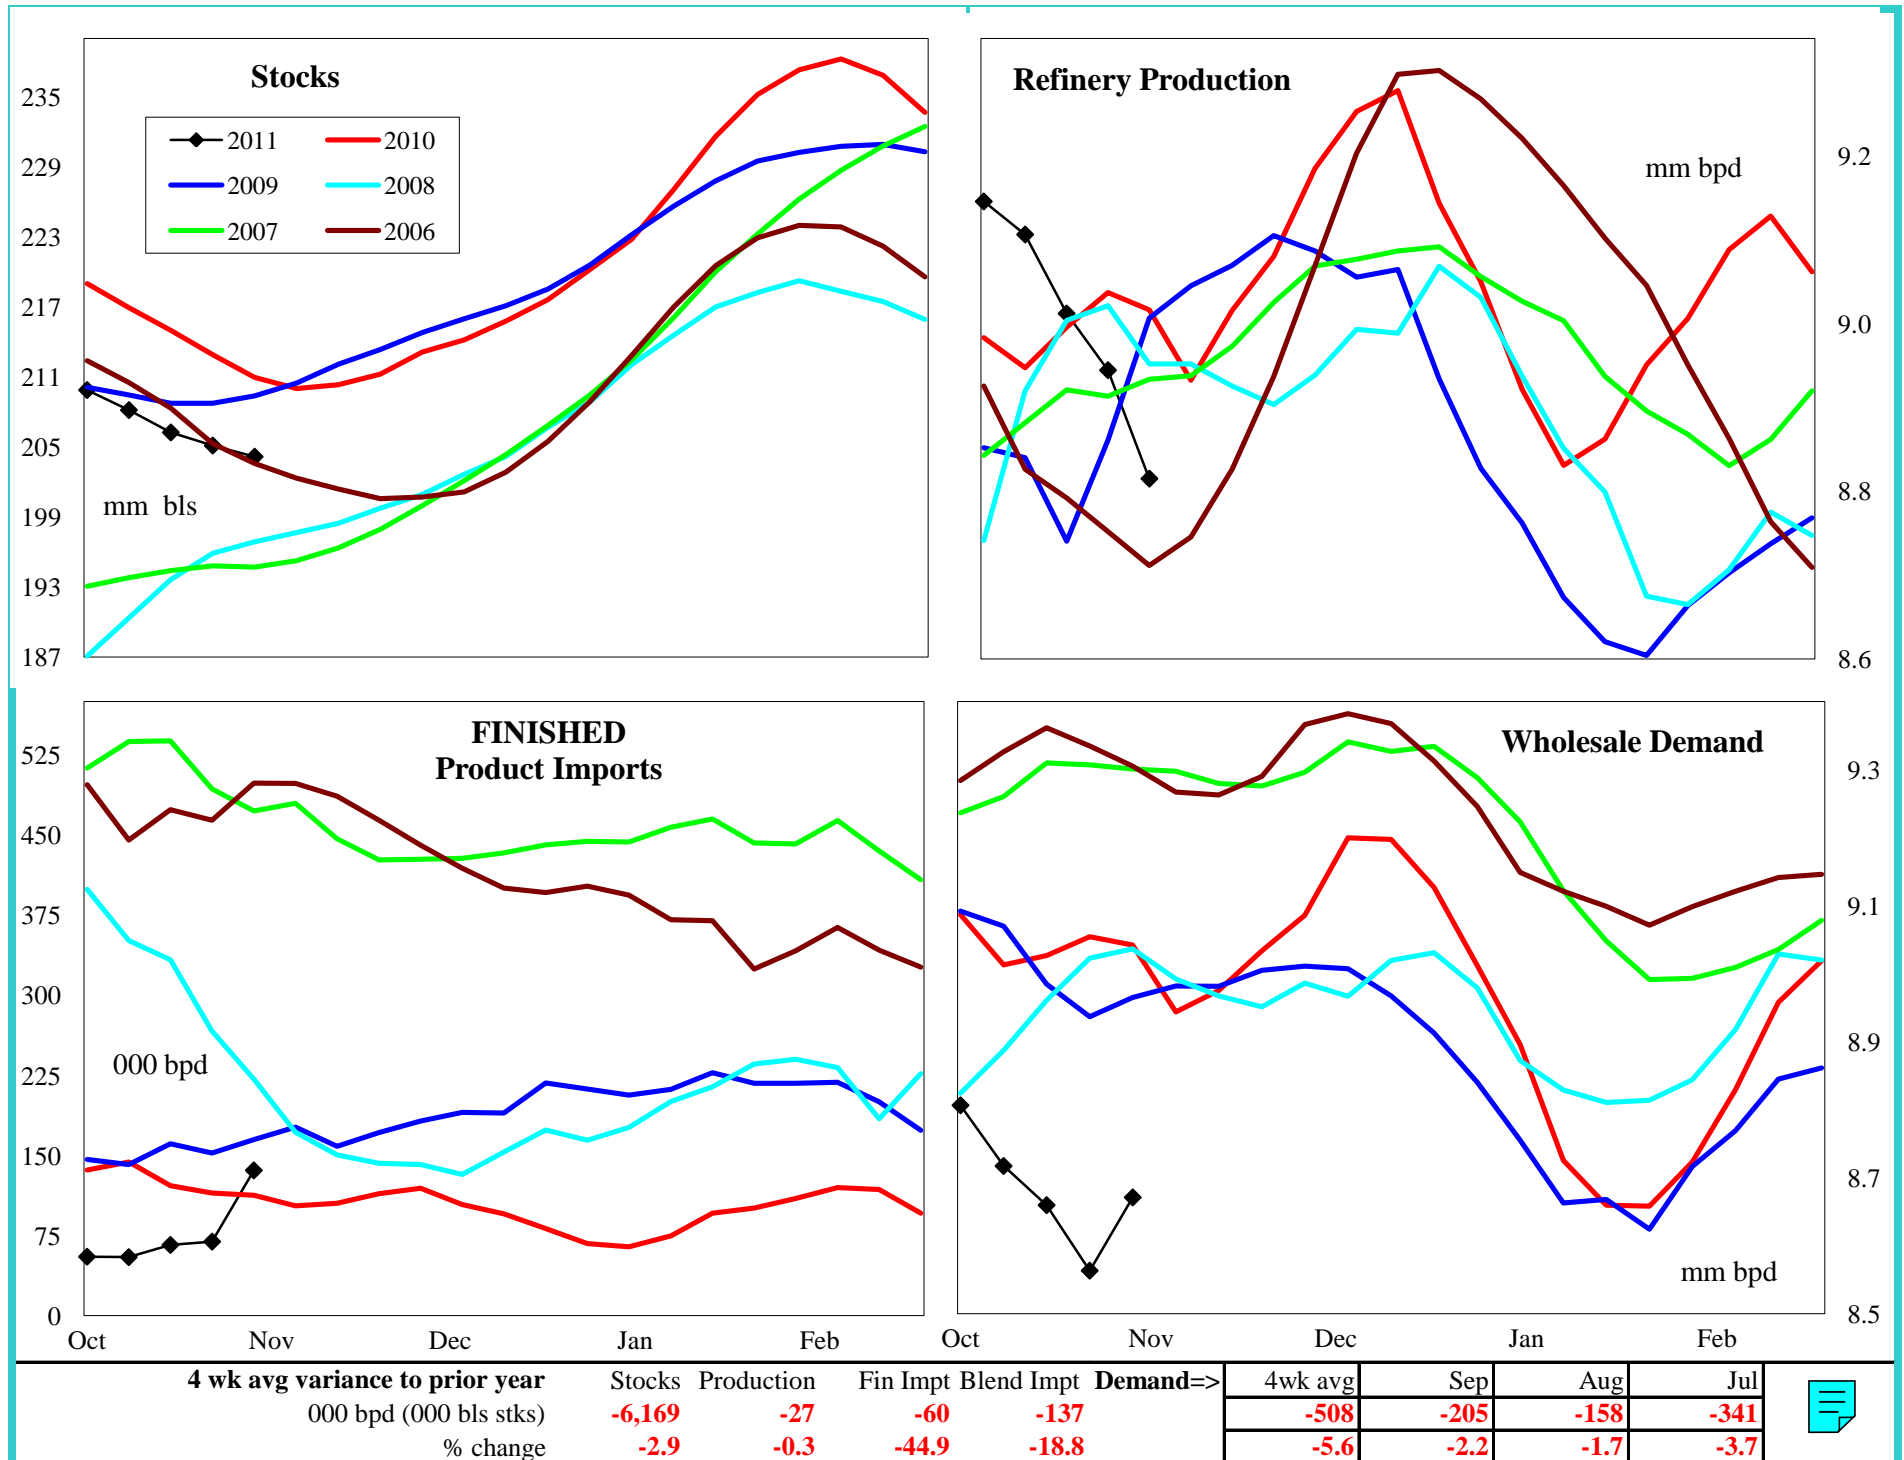 Stocks
235
229
223
217
211
205
199
193
187
2011 2010
2009 2008
2007 2006
mm bls
Refinery Production
mm bpd
9.2
9.0
8.8
8.6
FINISHED
Product Imports
525
450
375
300
225
150
75
0
000 bpd
Oct Nov Dec Jan Feb
Wholesale Demand
9.3
9.1
8.9
8.7
8.5
mm bpd
Oct Nov Dec Jan Feb
4 wk avg variance to prior year Stocks Production Fin Impt Blend Impt Demand=> 4wk avg Sep Aug Jul
000 bpd (000 bls stks) -6,169 -27 -60 -137 -508 -205 -158 -341
% change -2.9 -0.3 -44.9 -18.8 -5.6 -2.2 -1.7 -3.7